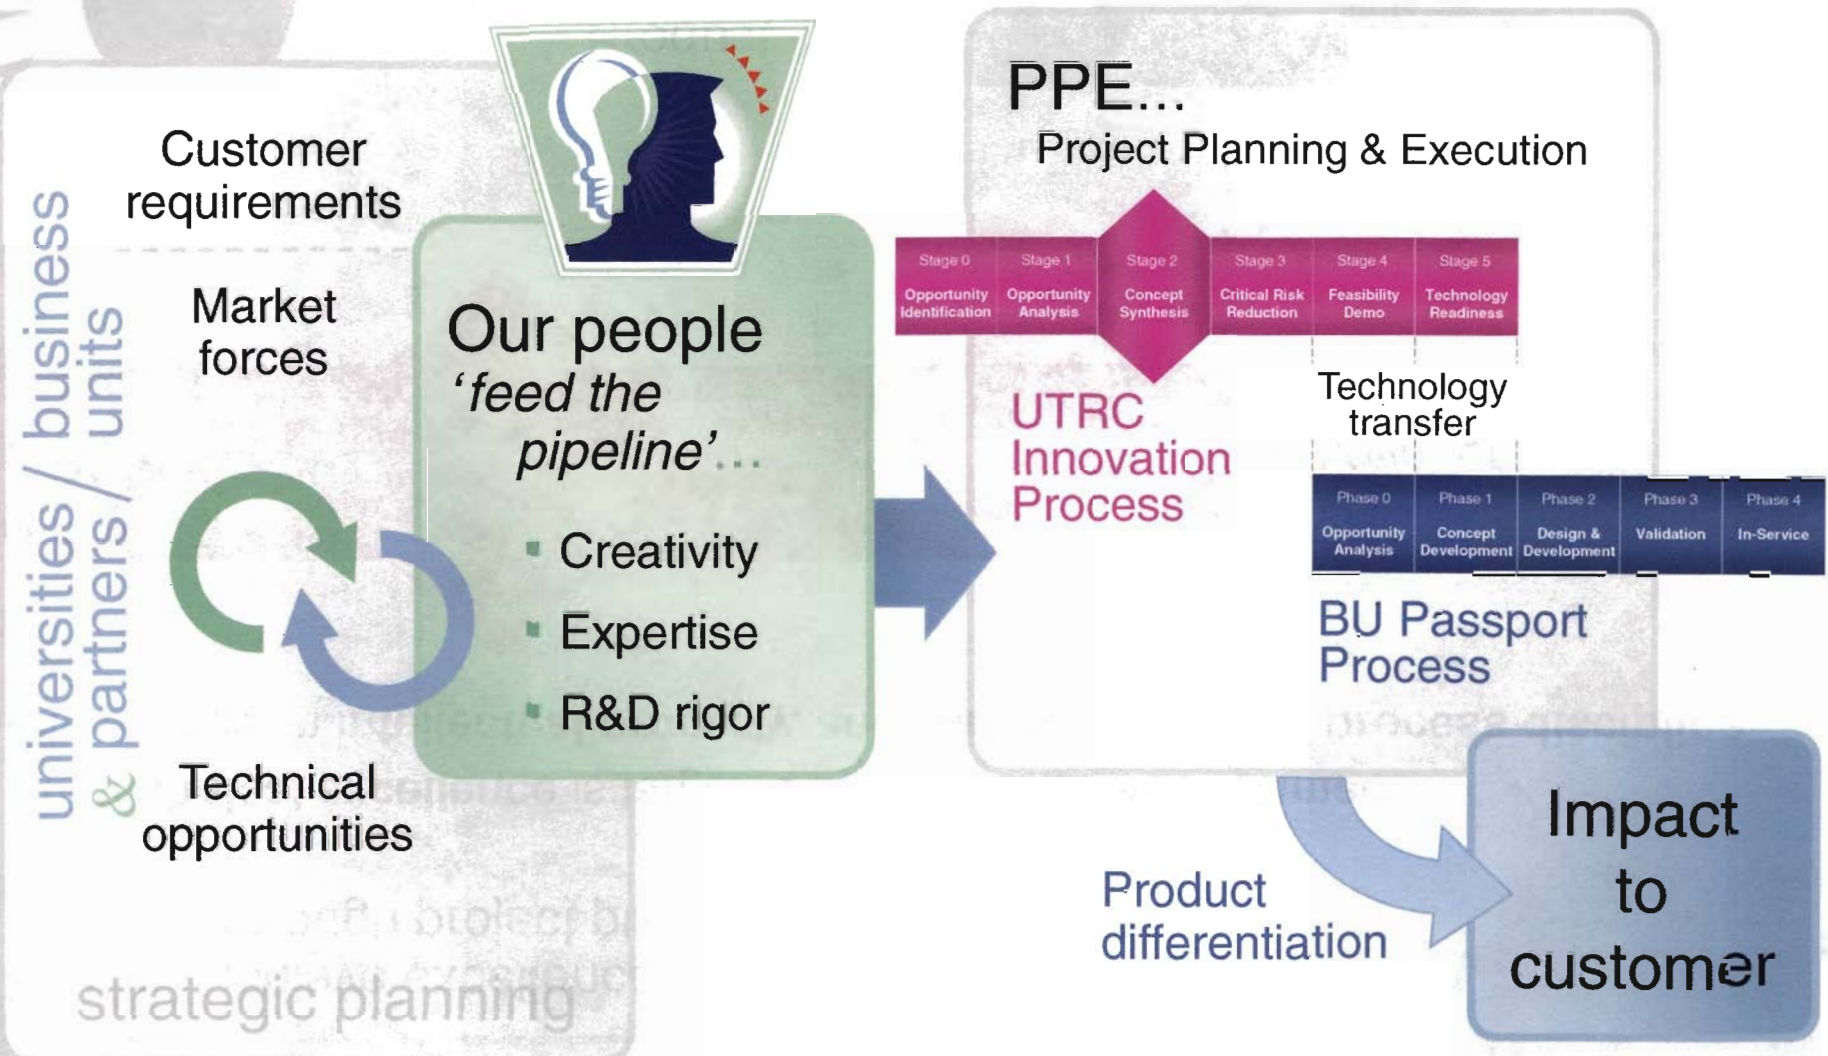 universities / business
& partners / units
Customer
requirements
Market
forces
Technical
opportunities
strategic planning
Our people
‘feed the
pipeline’...
▪ Creativity
▪ Expertise
▪ R&D rigor
PPE...
Project Planning & Execution
Stage 0
Opportunity
Identification
Stage 1
Opportunity
Analysis
Stage 2
Concept
Synthesis
Stage 3
Critical Risk
Reduction
Stage 4
Feasibility
Demo
Stage 5
Technology
Readiness
UTRC
Innovation
Process
Technology
transfer
Phase 0
Opportunity
Analysis
Phase 1
Concept
Development
Phase 2
Design &
Development
Phase 3
Validation
Phase 4
In-Service
BU Passport
Process
Product
differentiation
Impact
to
customer